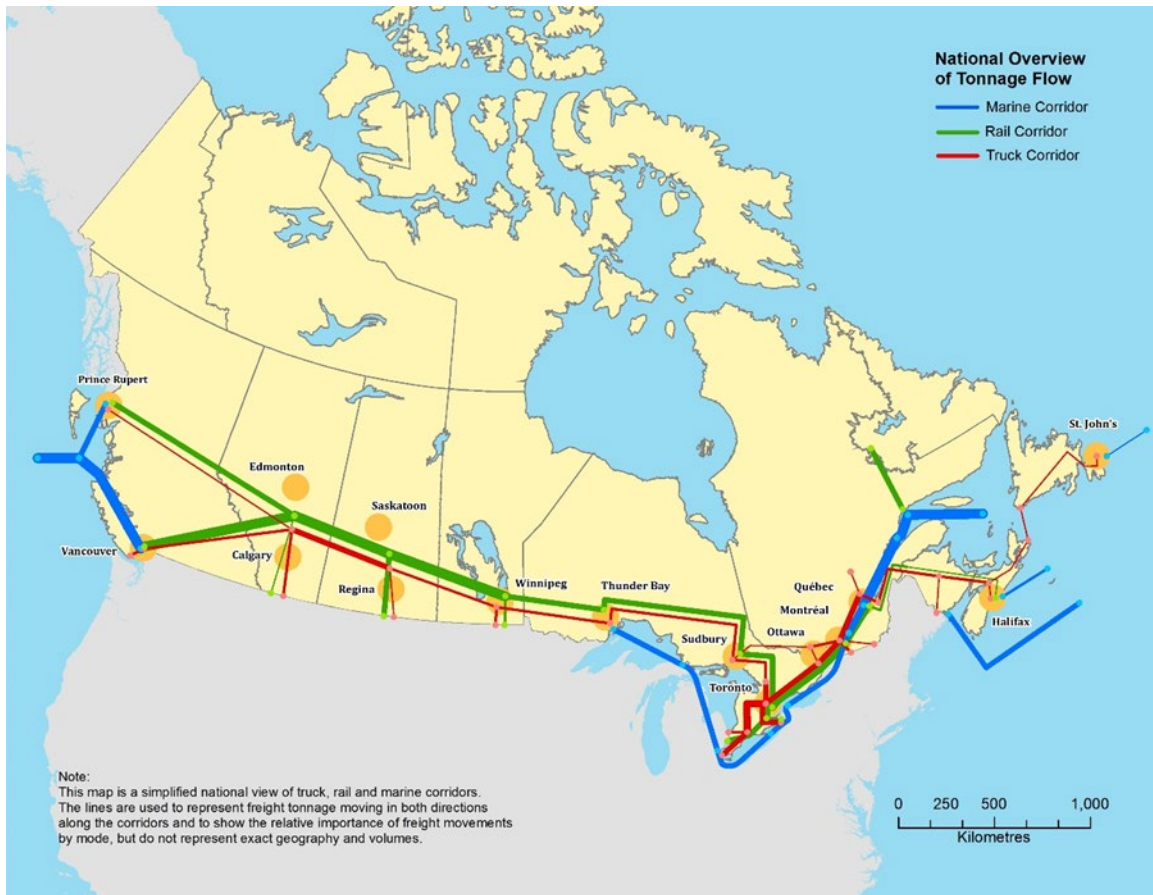 National Overview
of Tonnage Flow
Marine Corridor
Rail Corridor
Truck Corridor
Prince Rupert
St. John's
Edmonton
Saskatoon
Vancouver
Calgary
Regina
Winnipeg
Thunder Bay
Québec
Montréal
Halifax
Sudbury
Ottawa
Toronto
Note:
This map is a simplified national view of truck, rail and marine corridors.
The lines are used to represent freight tonnage moving in both directions
along the corridors and to show the relative importance of freight movements
by mode, but do not represent exact geography and volumes.
0 250 500 1,000
Kilometres